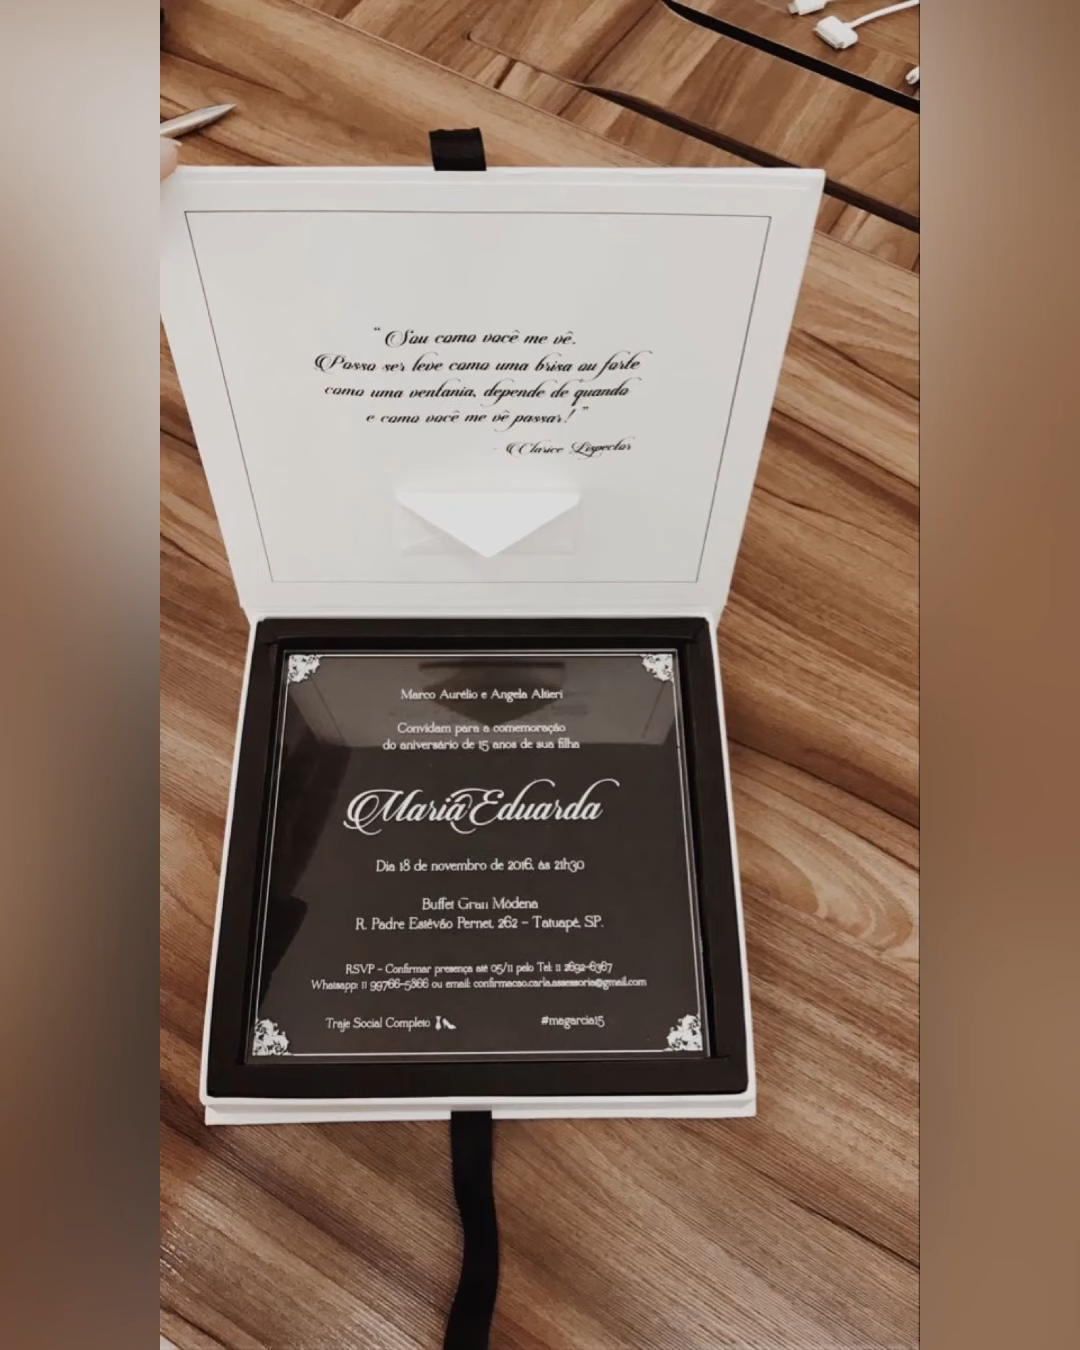 “Sou como você me vê.
Posso ser leve como uma brisa ou forte
como uma ventania, depende de quando
e como você me vê passar!”
- Clarice Lispector
Marco Aurélio e Angela Altieri
Convidam para a comemoração
do aniversário de 15 anos de sua filha
Maria Eduarda
Dia 18 de novembro de 2016, às 21h30
Buffet Gran Módena
R. Padre Estêvão Pernet, 262 - Tatuapé, SP.
RSVP - Confirmar presença até 05/11 pelo Tel: 11 2692-6367
Whatsapp: 11 99766-5866 ou email: confirmacao.carla.assessoria@gmail.com
Traje Social Completo
#magarcia15